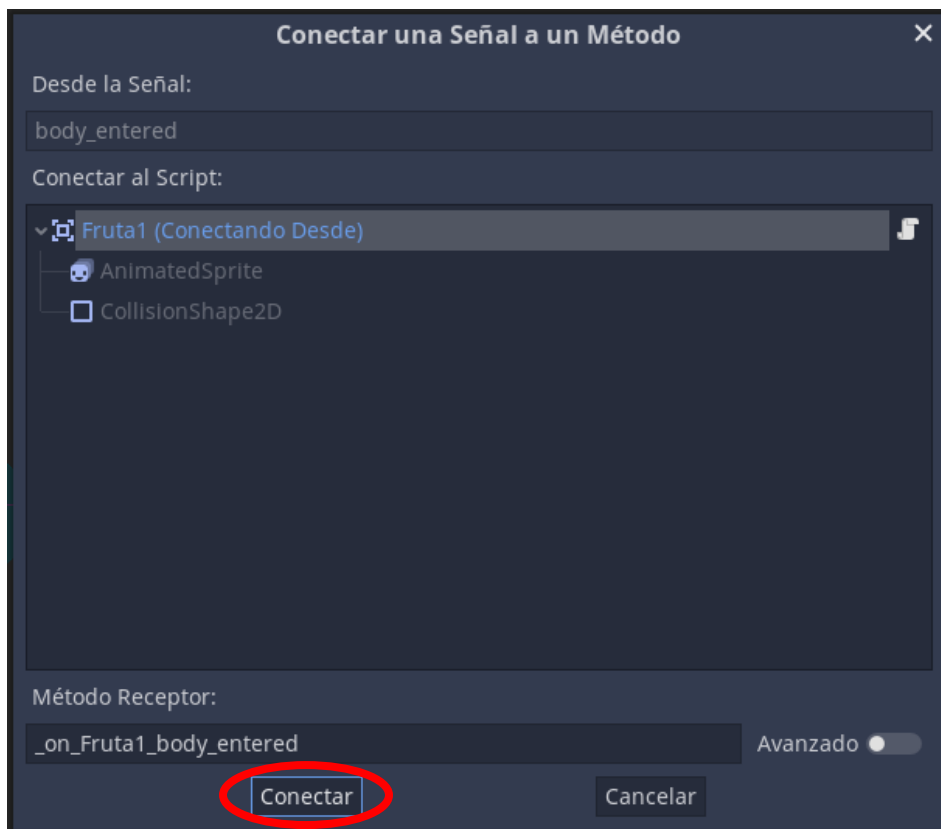 Conectar una Señal a un Método
Desde la Señal:
body_entered
Conectar al Script:
Fruta1 (Conectando Desde)
AnimatedSprite
CollisionShape2D
Método Receptor:
_on_Fruta1_body_entered
Avanzado
Conectar
Cancelar